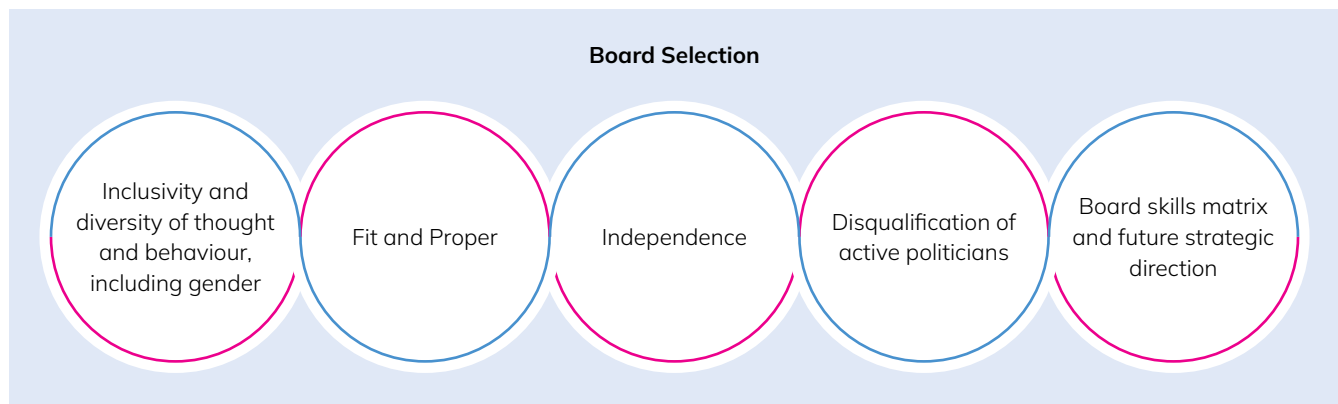 Board Selection
Inclusivity and
diversity of thought
and behaviour,
including gender
Fit and Proper
Independence
Disqualification of
active politicians
Board skills matrix
and future strategic
direction